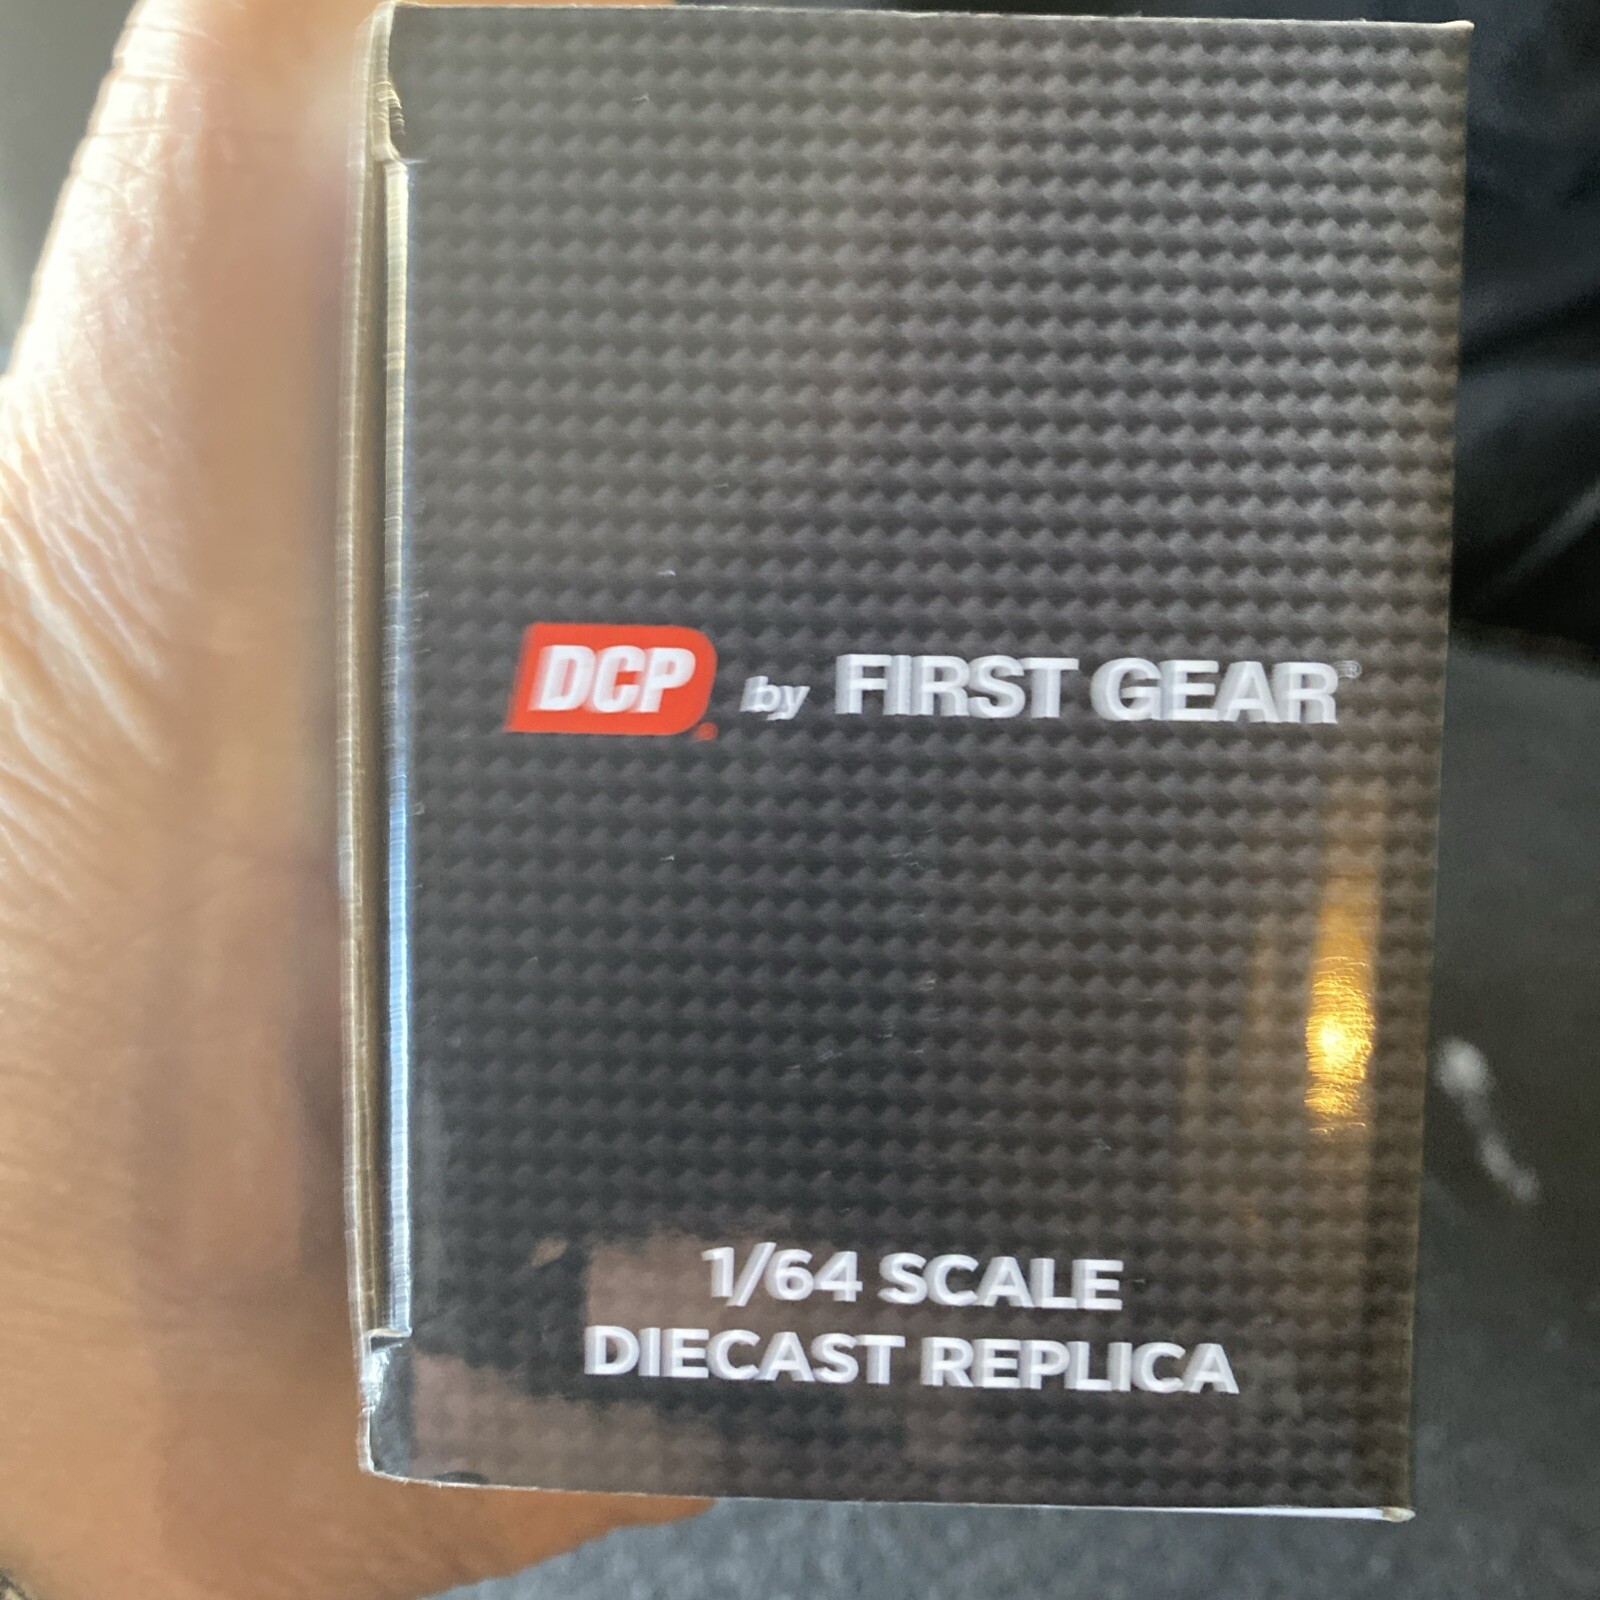 DCP® by FIRST GEAR®
1/64 SCALE
DIECAST REPLICA